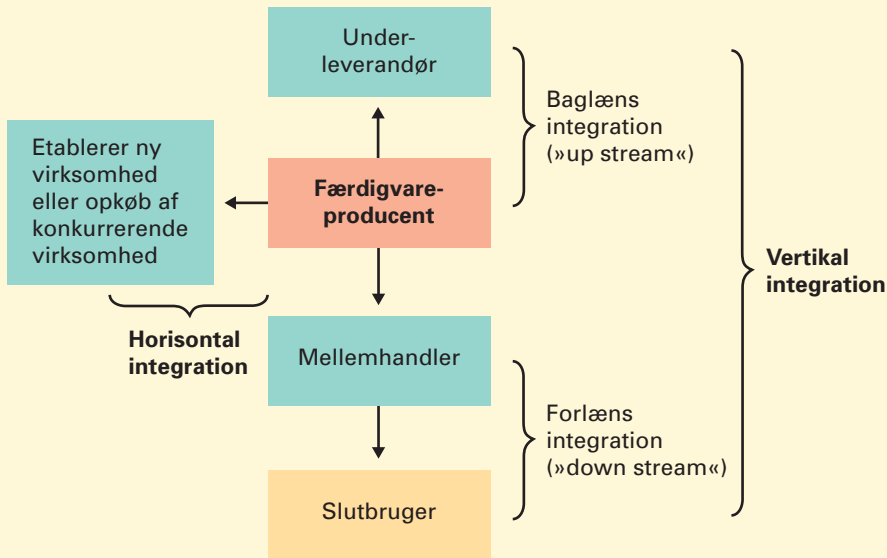 Under-
leverandør
Baglæns
integration
(»up stream«)
Etablerer ny
virksomhed
eller opkøb af
konkurrerende
virksomhed
Færdigvare-
producent
Vertikal
integration
Horisontal
integration
Mellemhandler
Forlæns
integration
(»down stream«)
Slutbruger